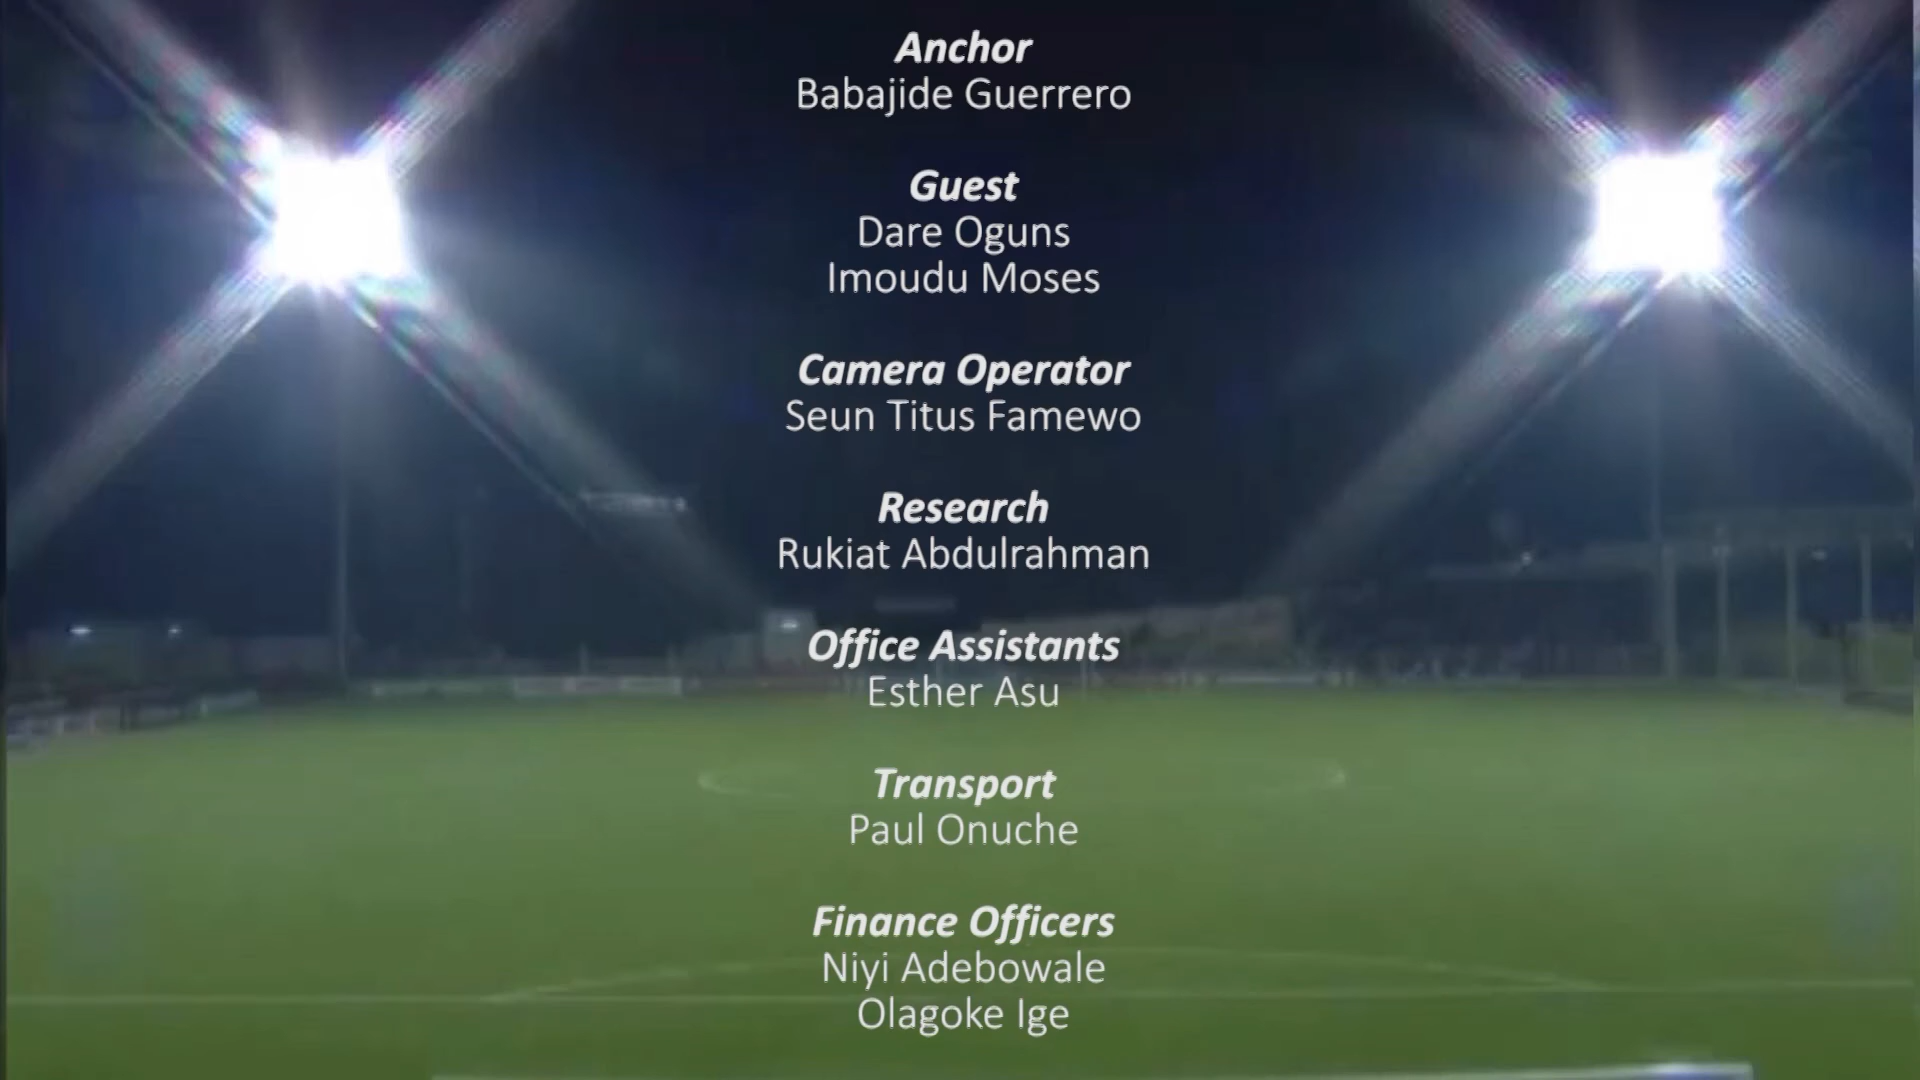 Anchor
Babajide Guerrero
Guest
Dare Oguns
Imoudu Moses
Camera Operator
Seun Titus Famewo
Research
Rukiat Abdulrahman
Office Assistants
Esther Asu
Transport
Paul Onuche
Finance Officers
Niyi Adebowale
Olagoke Ige